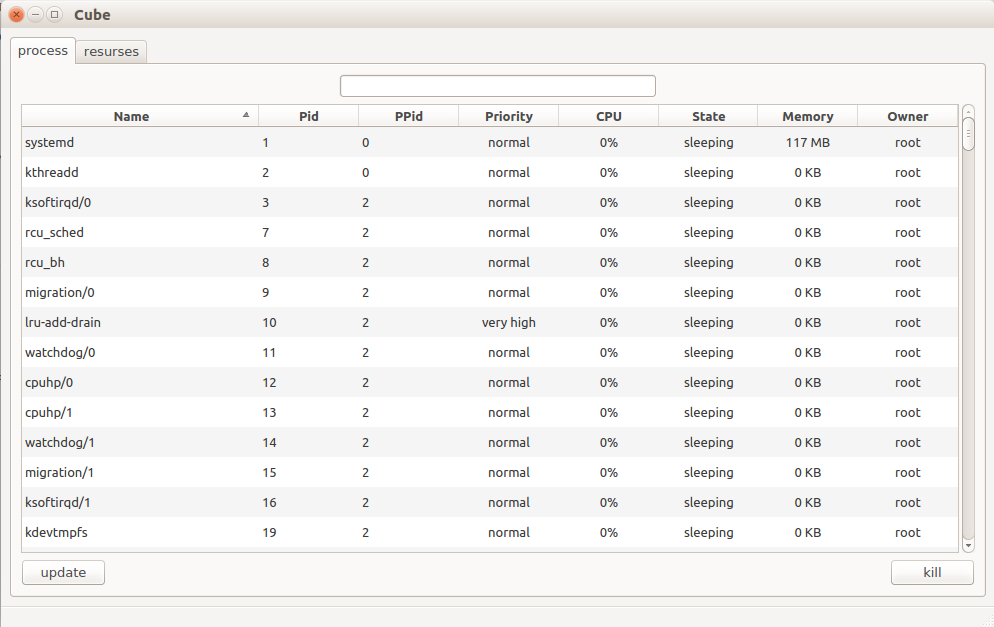 Cube
process resurses
Name Pid PPid Priority CPU State Memory Owner
systemd 1 0 normal 0% sleeping 117 MB root
kthreadd 2 0 normal 0% sleeping 0 KB root
ksoftirqd/0 3 2 normal 0% sleeping 0 KB root
rcu_sched 7 2 normal 0% sleeping 0 KB root
rcu_bh 8 2 normal 0% sleeping 0 KB root
migration/0 9 2 normal 0% sleeping 0 KB root
lru-add-drain 10 2 very high 0% sleeping 0 KB root
watchdog/0 11 2 normal 0% sleeping 0 KB root
cpuhp/0 12 2 normal 0% sleeping 0 KB root
cpuhp/1 13 2 normal 0% sleeping 0 KB root
watchdog/1 14 2 normal 0% sleeping 0 KB root
migration/1 15 2 normal 0% sleeping 0 KB root
ksoftirqd/1 16 2 normal 0% sleeping 0 KB root
kdevtmpfs 19 2 normal 0% sleeping 0 KB root
update kill